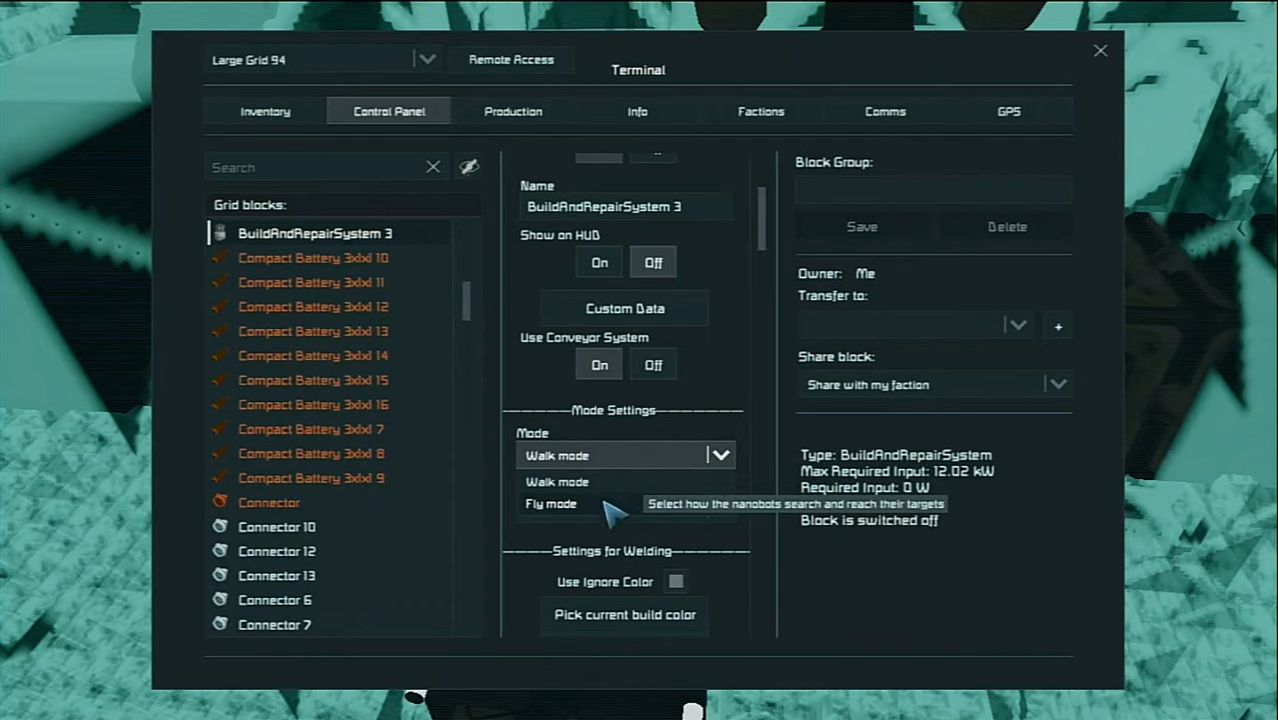 Large Grid 94
Remote Access
Terminal
Inventory
Control Panel
Production
Info
Factions
Comms
GPS
Search
Grid blocks:
BuildAndRepairSystem 3
Compact Battery 3x1x1 10
Compact Battery 3x1x1 11
Compact Battery 3x1x1 12
Compact Battery 3x1x1 13
Compact Battery 3x1x1 14
Compact Battery 3x1x1 15
Compact Battery 3x1x1 16
Compact Battery 3x1x1 7
Compact Battery 3x1x1 8
Compact Battery 3x1x1 9
Connector
Connector 10
Connector 12
Connector 13
Connector 6
Connector 7
Name
BuildAndRepairSystem 3
Show on HUD
On
Off
Custom Data
Use Conveyor System
On
Off
Mode Settings
Mode
Walk mode
Walk mode
Fly mode
Select how the nanobots search and reach their targets
Settings for Welding
Use Ignore Color
Pick current build color
Block Group:
Save
Delete
Owner: Me
Transfer to:
+
Share block:
Share with my faction
Type: BuildAndRepairSystem
Max Required Input: 12.02 kW
Required Input: 0 W
Block is switched off